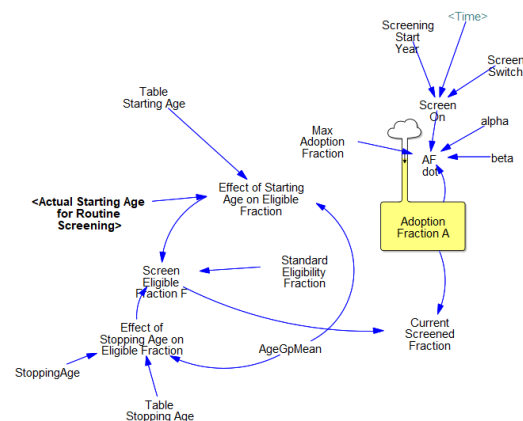 <Time>
Screening
Start
Year
Screen
Switch
Screen
On
alpha
Table
Starting Age
Max
Adoption
Fraction
AF
dot
beta
Effect of Starting
Age on Eligible
Fraction
<Actual Starting Age
for Routine
Screening>
Adoption
Fraction A
Standard
Eligibility
Fraction
Screen
Eligible
Fraction F
Effect of
Stopping Age on
Eligible Fraction
AgeGpMean
Current
Screened
Fraction
StoppingAge
Table
Stopping Age